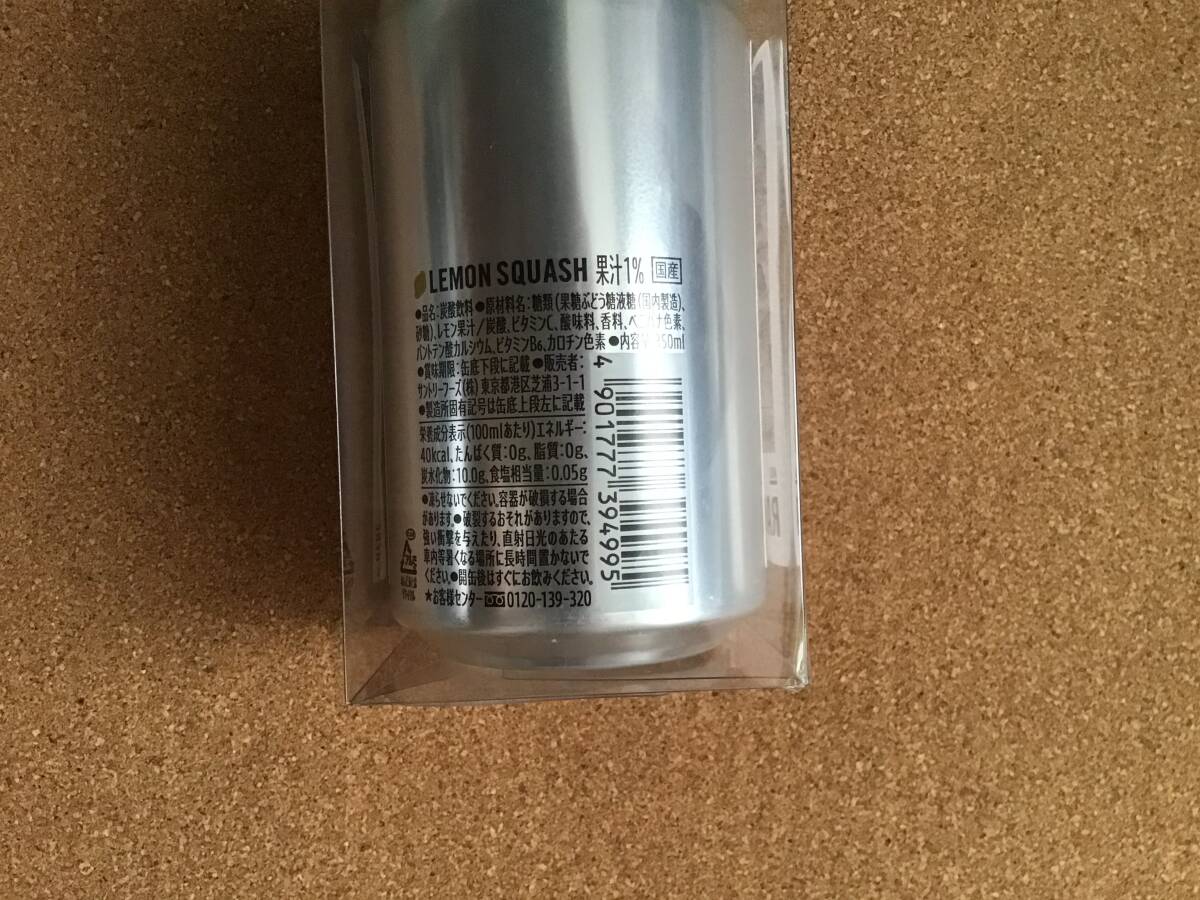 LEMON SQUASH 果汁1% 国産
●品名:炭酸飲料●原材料名:糖類(果糖ぶどう糖液糖(国内製造)、
砂糖)、レモン果汁/炭酸、ビタミンC、酸味料、香料、ベニバナ色素、
パントテン酸カルシウム、ビタミンB6、カロチン色素 ●内容量:350ml
●賞味期限:缶底下段に記載●販売者:
サントリーフーズ(株) 東京都港区芝浦3-1-1
●製造所固有記号は缶底上段左に記載
栄養成分表示(100mlあたり)エネルギー:
40kcal、たんぱく質:0g、脂質:0g、
炭水化物:10.0g、食塩相当量:0.05g
●凍らせないでください。容器が破損する場合
があります。●破裂するおそれがありますので、
強い衝撃を与えたり、直射日光のあたる
車内等暑くなる場所に長時間置かないで
ください。●開缶後はすぐにお飲みください。
★お客様センター 0120-139-320
4 901777 394995
アルミ